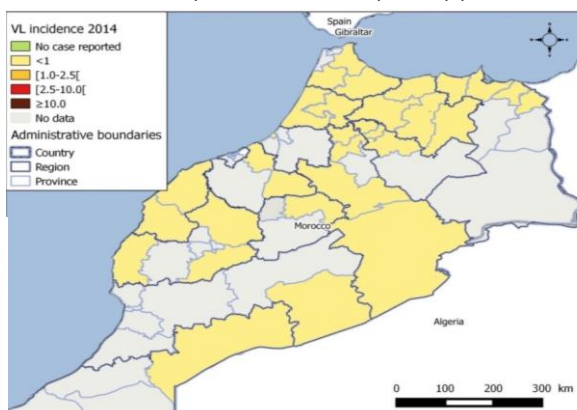 VL incidence 2014
No case reported
<1
[1.0-2.5[
[2.5-10.0[
≥10.0
No data
Administrative boundaries
Country
Region
Province
Spain
Gibraltar
Morocco
Algeria
0 100 200 300 km